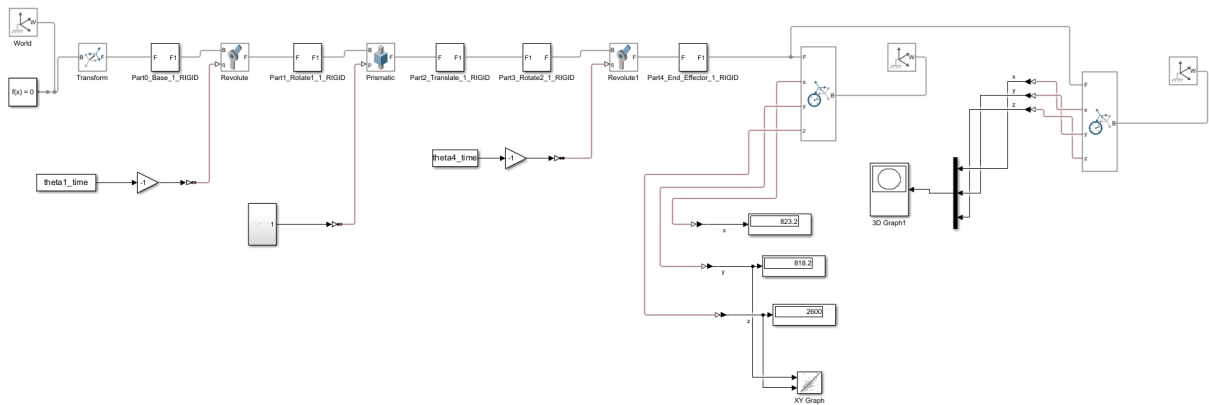 W
World
f(x) = 0
B F
Transform
F F1
Part0_Base_1_RIGID
B
q
F
Revolute
F F1
Part1_Rotate1_1_RIGID
B
p
F
Prismatic
F F1
Part2_Translate_1_RIGID
F F1
Part3_Rotate2_1_RIGID
B
q
F
Revolute1
F F1
Part4_End_Effector_1_RIGID
F
x
y
z
B
W
x
y
z
F
x
y
z
B
W
theta1_time
-1
theta4_time
-1
1
3D Graph1
x
823.2
y
818.2
z
2600
XY Graph